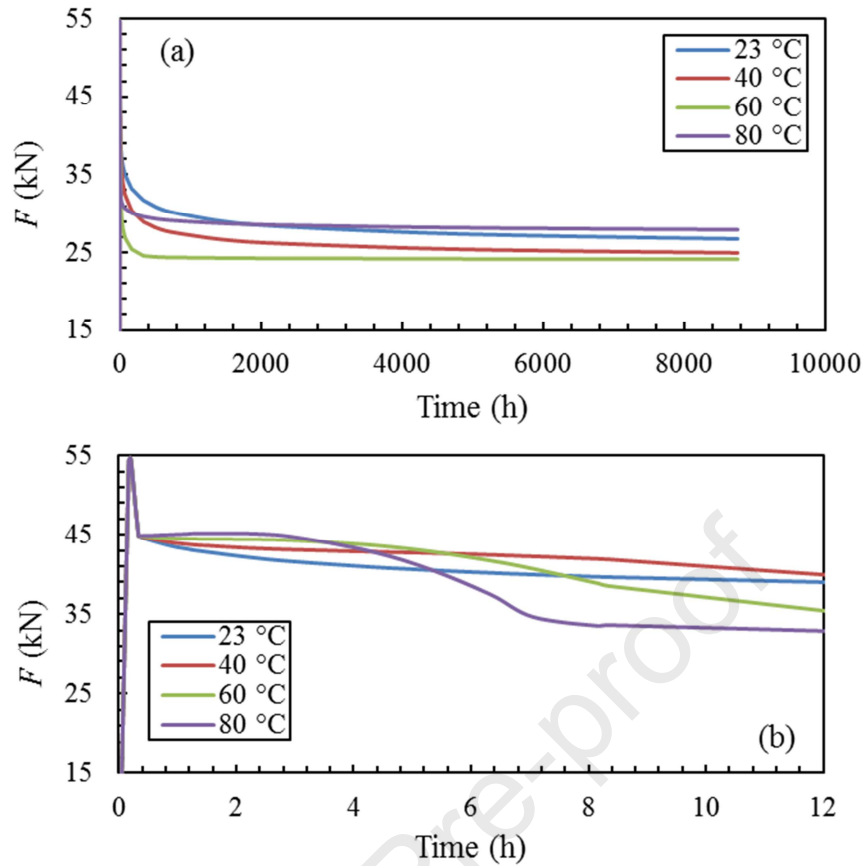 55
(a)
23 °C
40 °C
60 °C
80 °C
45
35
25
15
F (kN)
0 2000 4000 6000 8000 10000
Time (h)
55
45
35
25
15
F (kN)
23 °C
40 °C
60 °C
80 °C
(b)
0 2 4 6 8 10 12
Time (h)
Pre-proof